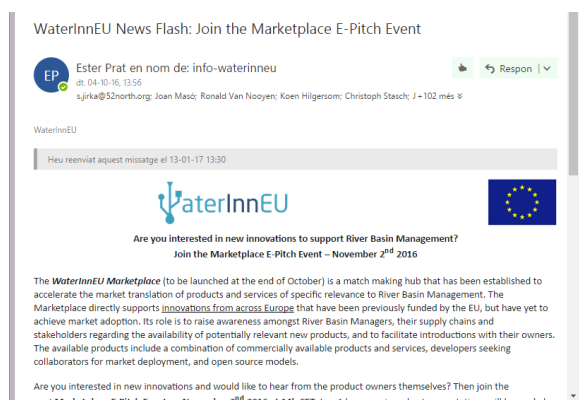 WaterInnEU News Flash: Join the Marketplace E-Pitch Event
EP
Ester Prat en nom de: info-waterinneu
Respon
dt. 04-10-16, 13:56
s.jirka@52north.org; Joan Masó; Ronald Van Nooyen; Koen Hilgersom; Christoph Stasch; J +102 més
WaterInnEU
Heu reenviat aquest missatge el 13-01-17 13:30
WaterInnEU
Are you interested in new innovations to support River Basin Management?
Join the Marketplace E-Pitch Event – November 2nd 2016
The WaterInnEU Marketplace (to be launched at the end of October) is a match making hub that has been established to
accelerate the market translation of products and services of specific relevance to River Basin Management. The
Marketplace directly supports innovations from across Europe that have been previously funded by the EU, but have yet to
achieve market adoption. Its role is to raise awareness amongst River Basin Managers, their supply chains and
stakeholders regarding the availability of potentially relevant new products, and to facilitate introductions with their owners.
The available products include a combination of commercially available products and services, developers seeking
collaborators for market deployment, and open source models.
Are you interested in new innovations and would like to hear from the product owners themselves? Then join the